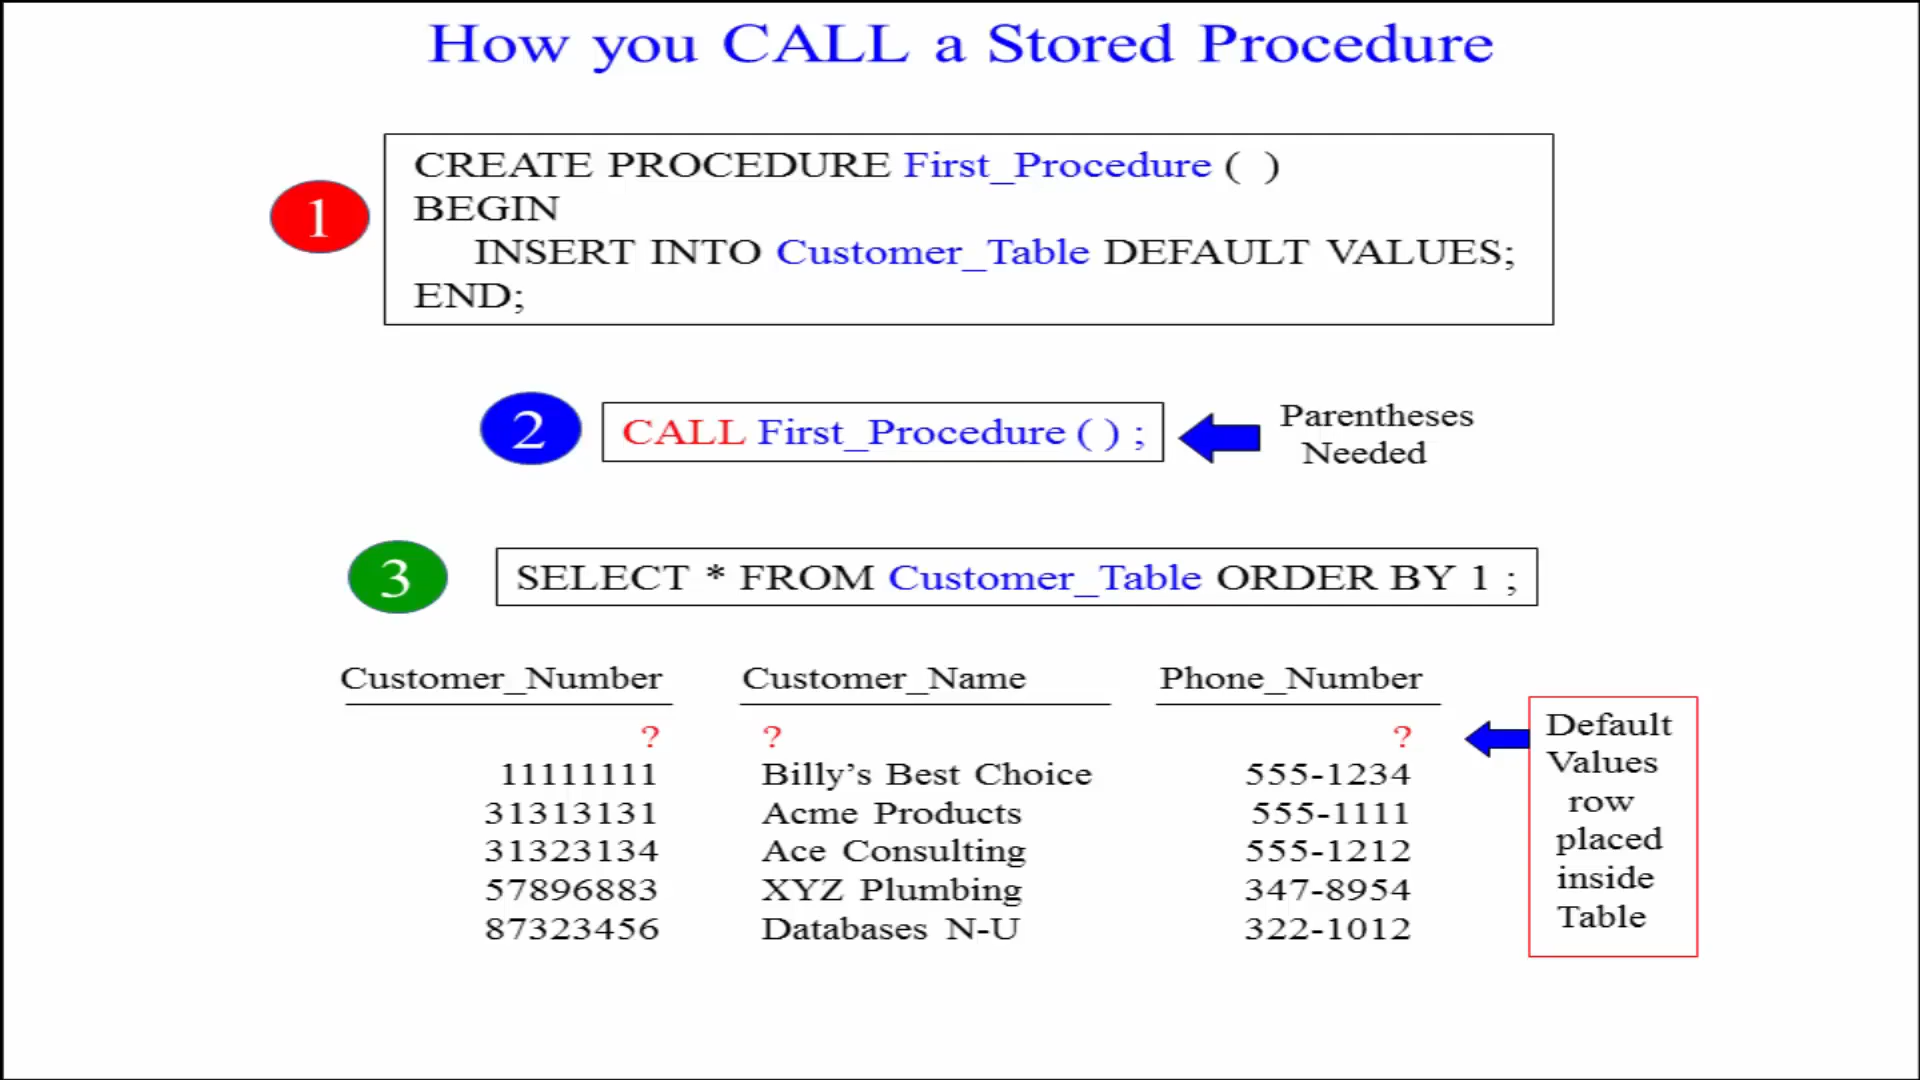 How you CALL a Stored Procedure
1
CREATE PROCEDURE First_Procedure ( )
BEGIN
INSERT INTO Customer_Table DEFAULT VALUES;
END;
2
CALL First_Procedure ( ) ;
Parentheses
Needed
3
SELECT * FROM Customer_Table ORDER BY 1 ;
Customer_Number Customer_Name Phone_Number
? ? ?
11111111 Billy’s Best Choice 555-1234
31313131 Acme Products 555-1111
31323134 Ace Consulting 555-1212
57896883 XYZ Plumbing 347-8954
87323456 Databases N-U 322-1012
Default
Values
row
placed
inside
Table